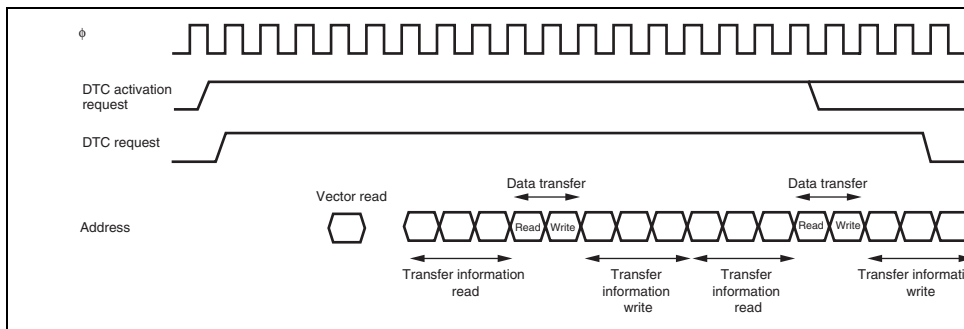 ϕ
DTC activation
request
DTC request
Data transfer
Data transfer
Vector read
Address
Read
Write
Read
Write
Transfer information
read
Transfer
information
write
Transfer
information
read
Transfer informati
write